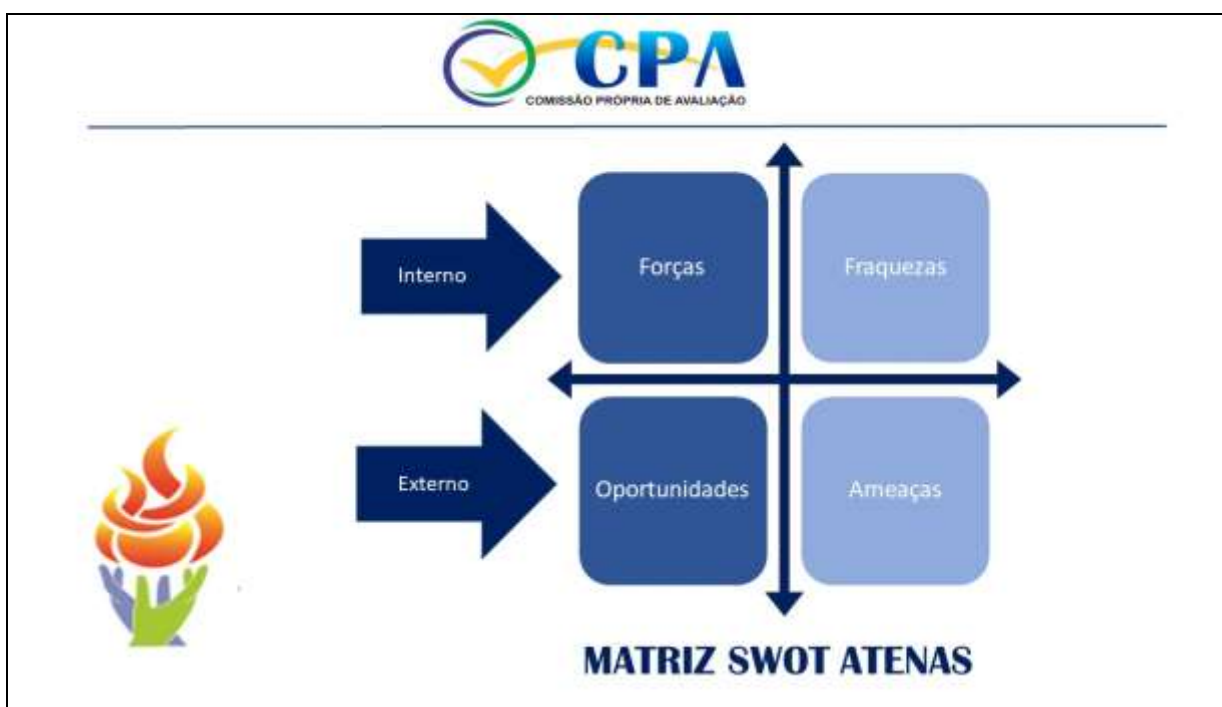 CPA
COMISSÃO PRÓPRIA DE AVALIAÇÃO
Interno
Forças
Fraquezas
Externo
Oportunidades
Ameaças
MATRIZ SWOT ATENAS